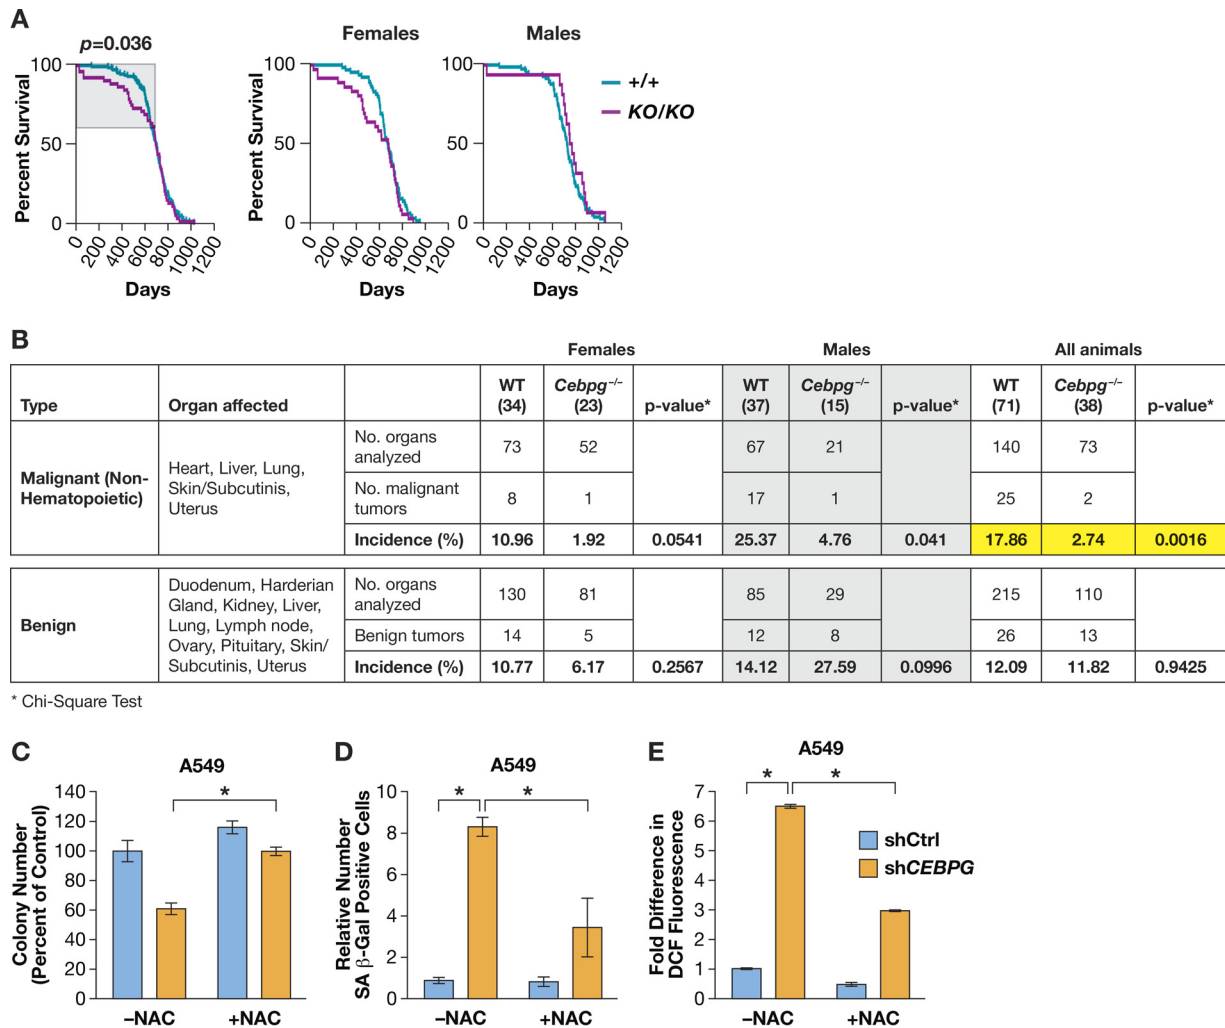 A
p=0.036
Females
Males
Percent Survival
100
50
0
0
200
400
600
800
1000
1200
Days
Percent Survival
100
50
0
0
200
400
600
800
1000
1200
Days
100
50
0
0
200
400
600
800
1000
1200
Days
+/+
KO/KO
B
Females
Males
All animals
Type
Organ affected
WT
(34)
Cebpg−/−
(23)
p-value*
WT
(37)
Cebpg−/−
(15)
p-value*
WT
(71)
Cebpg−/−
(38)
p-value*
Malignant (Non-
Hematopoietic)
Heart, Liver, Lung,
Skin/Subcutinis,
Uterus
No. organs
analyzed
73
52
67
21
140
73
No. malignant
tumors
8
1
17
1
25
2
Incidence (%)
10.96
1.92
0.0541
25.37
4.76
0.041
17.86
2.74
0.0016
Benign
Duodenum, Harderian
Gland, Kidney, Liver,
Lung, Lymph node,
Ovary, Pituitary, Skin/
Subcutinis, Uterus
No. organs
analyzed
130
81
85
29
215
110
Benign tumors
14
5
12
8
26
13
Incidence (%)
10.77
6.17
0.2567
14.12
27.59
0.0996
12.09
11.82
0.9425
* Chi-Square Test
C
A549
Colony Number
(Percent of Control)
140
120
100
80
60
40
20
0
*
–NAC
+NAC
D
A549
Relative Number
SA β-Gal Positive Cells
10
8
6
4
2
0
*
*
–NAC
+NAC
E
A549
Fold Difference in
DCF Fluorescence
7
6
5
4
3
2
1
0
*
*
–NAC
+NAC
shCtrl
shCEBPG